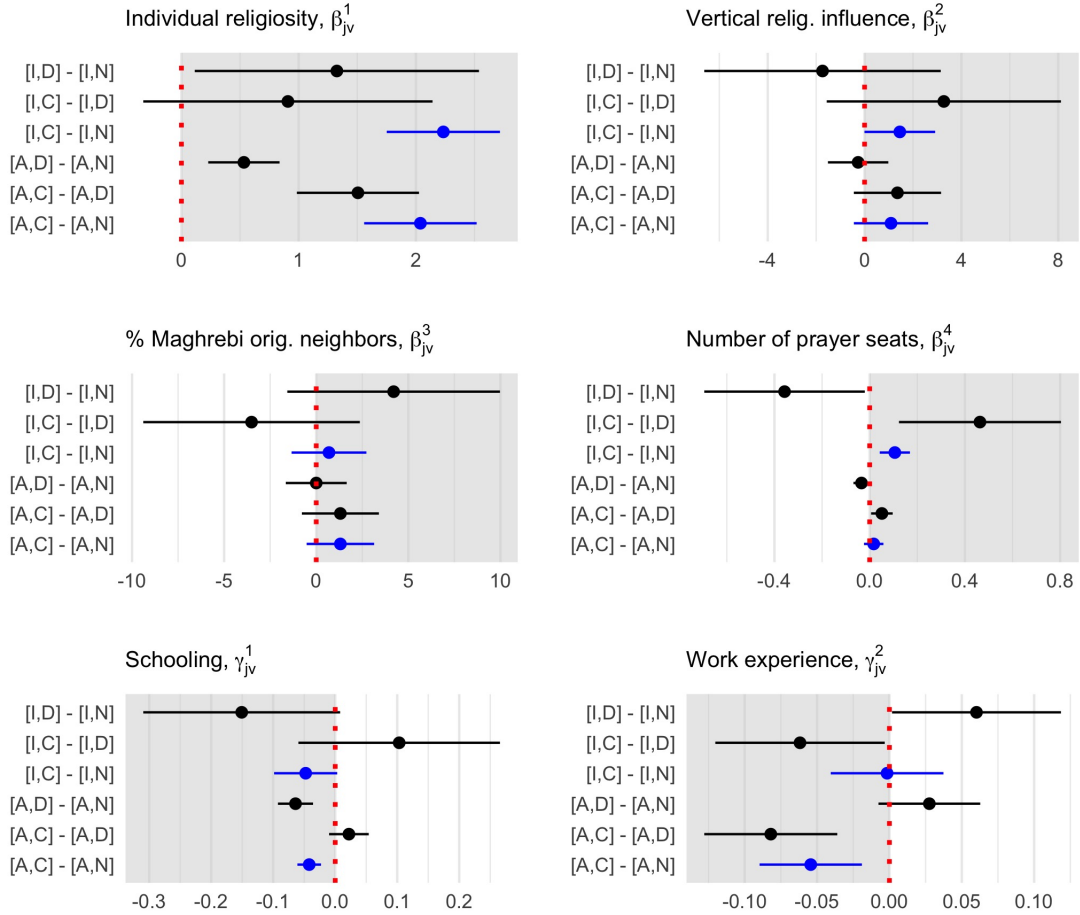 Individual religiosity, β¹ⱼᵥ
[I,D] - [I,N]
[I,C] - [I,D]
[I,C] - [I,N]
[A,D] - [A,N]
[A,C] - [A,D]
[A,C] - [A,N]
0 1 2
Vertical relig. influence, β²ⱼᵥ
[I,D] - [I,N]
[I,C] - [I,D]
[I,C] - [I,N]
[A,D] - [A,N]
[A,C] - [A,D]
[A,C] - [A,N]
-4 0 4 8
% Maghrebi orig. neighbors, β³ⱼᵥ
[I,D] - [I,N]
[I,C] - [I,D]
[I,C] - [I,N]
[A,D] - [A,N]
[A,C] - [A,D]
[A,C] - [A,N]
-10 -5 0 5 10
Number of prayer seats, β⁴ⱼᵥ
[I,D] - [I,N]
[I,C] - [I,D]
[I,C] - [I,N]
[A,D] - [A,N]
[A,C] - [A,D]
[A,C] - [A,N]
-0.4 0.0 0.4 0.8
Schooling, γ¹ⱼᵥ
[I,D] - [I,N]
[I,C] - [I,D]
[I,C] - [I,N]
[A,D] - [A,N]
[A,C] - [A,D]
[A,C] - [A,N]
-0.3 -0.2 -0.1 0.0 0.1 0.2
Work experience, γ²ⱼᵥ
[I,D] - [I,N]
[I,C] - [I,D]
[I,C] - [I,N]
[A,D] - [A,N]
[A,C] - [A,D]
[A,C] - [A,N]
-0.10 -0.05 0.00 0.05 0.10